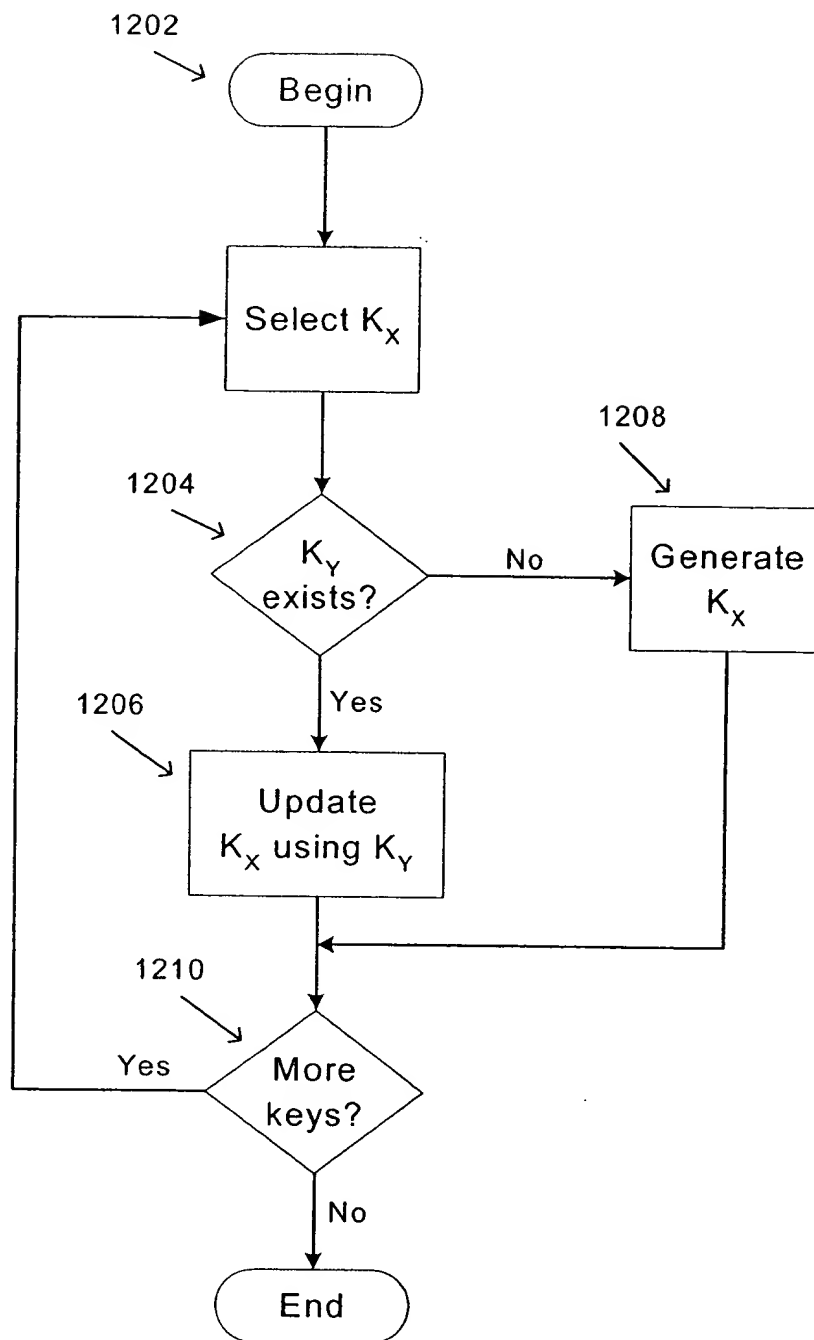 1202
Begin
Select K_X
1204
K_Y
exists?
No
1208
Generate
K_X
Yes
1206
Update
K_X using K_Y
1210
Yes
More
keys?
No
End